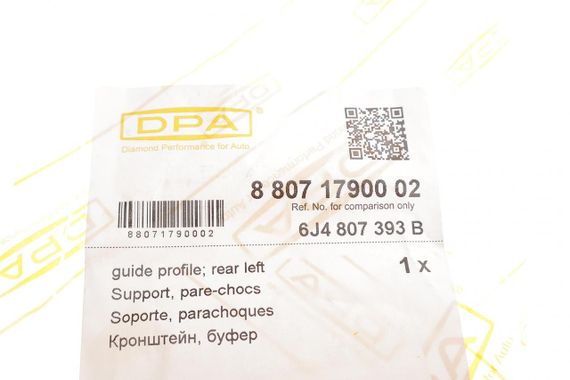 DPA®
Diamond Performance for Auto
8 807 17900 02
Ref. No. for comparison only
88071790002
6J4 807 393 B
guide profile; rear left
1 x
Support, pare-chocs
Soporte, parachoques
Кронштейн, буфер